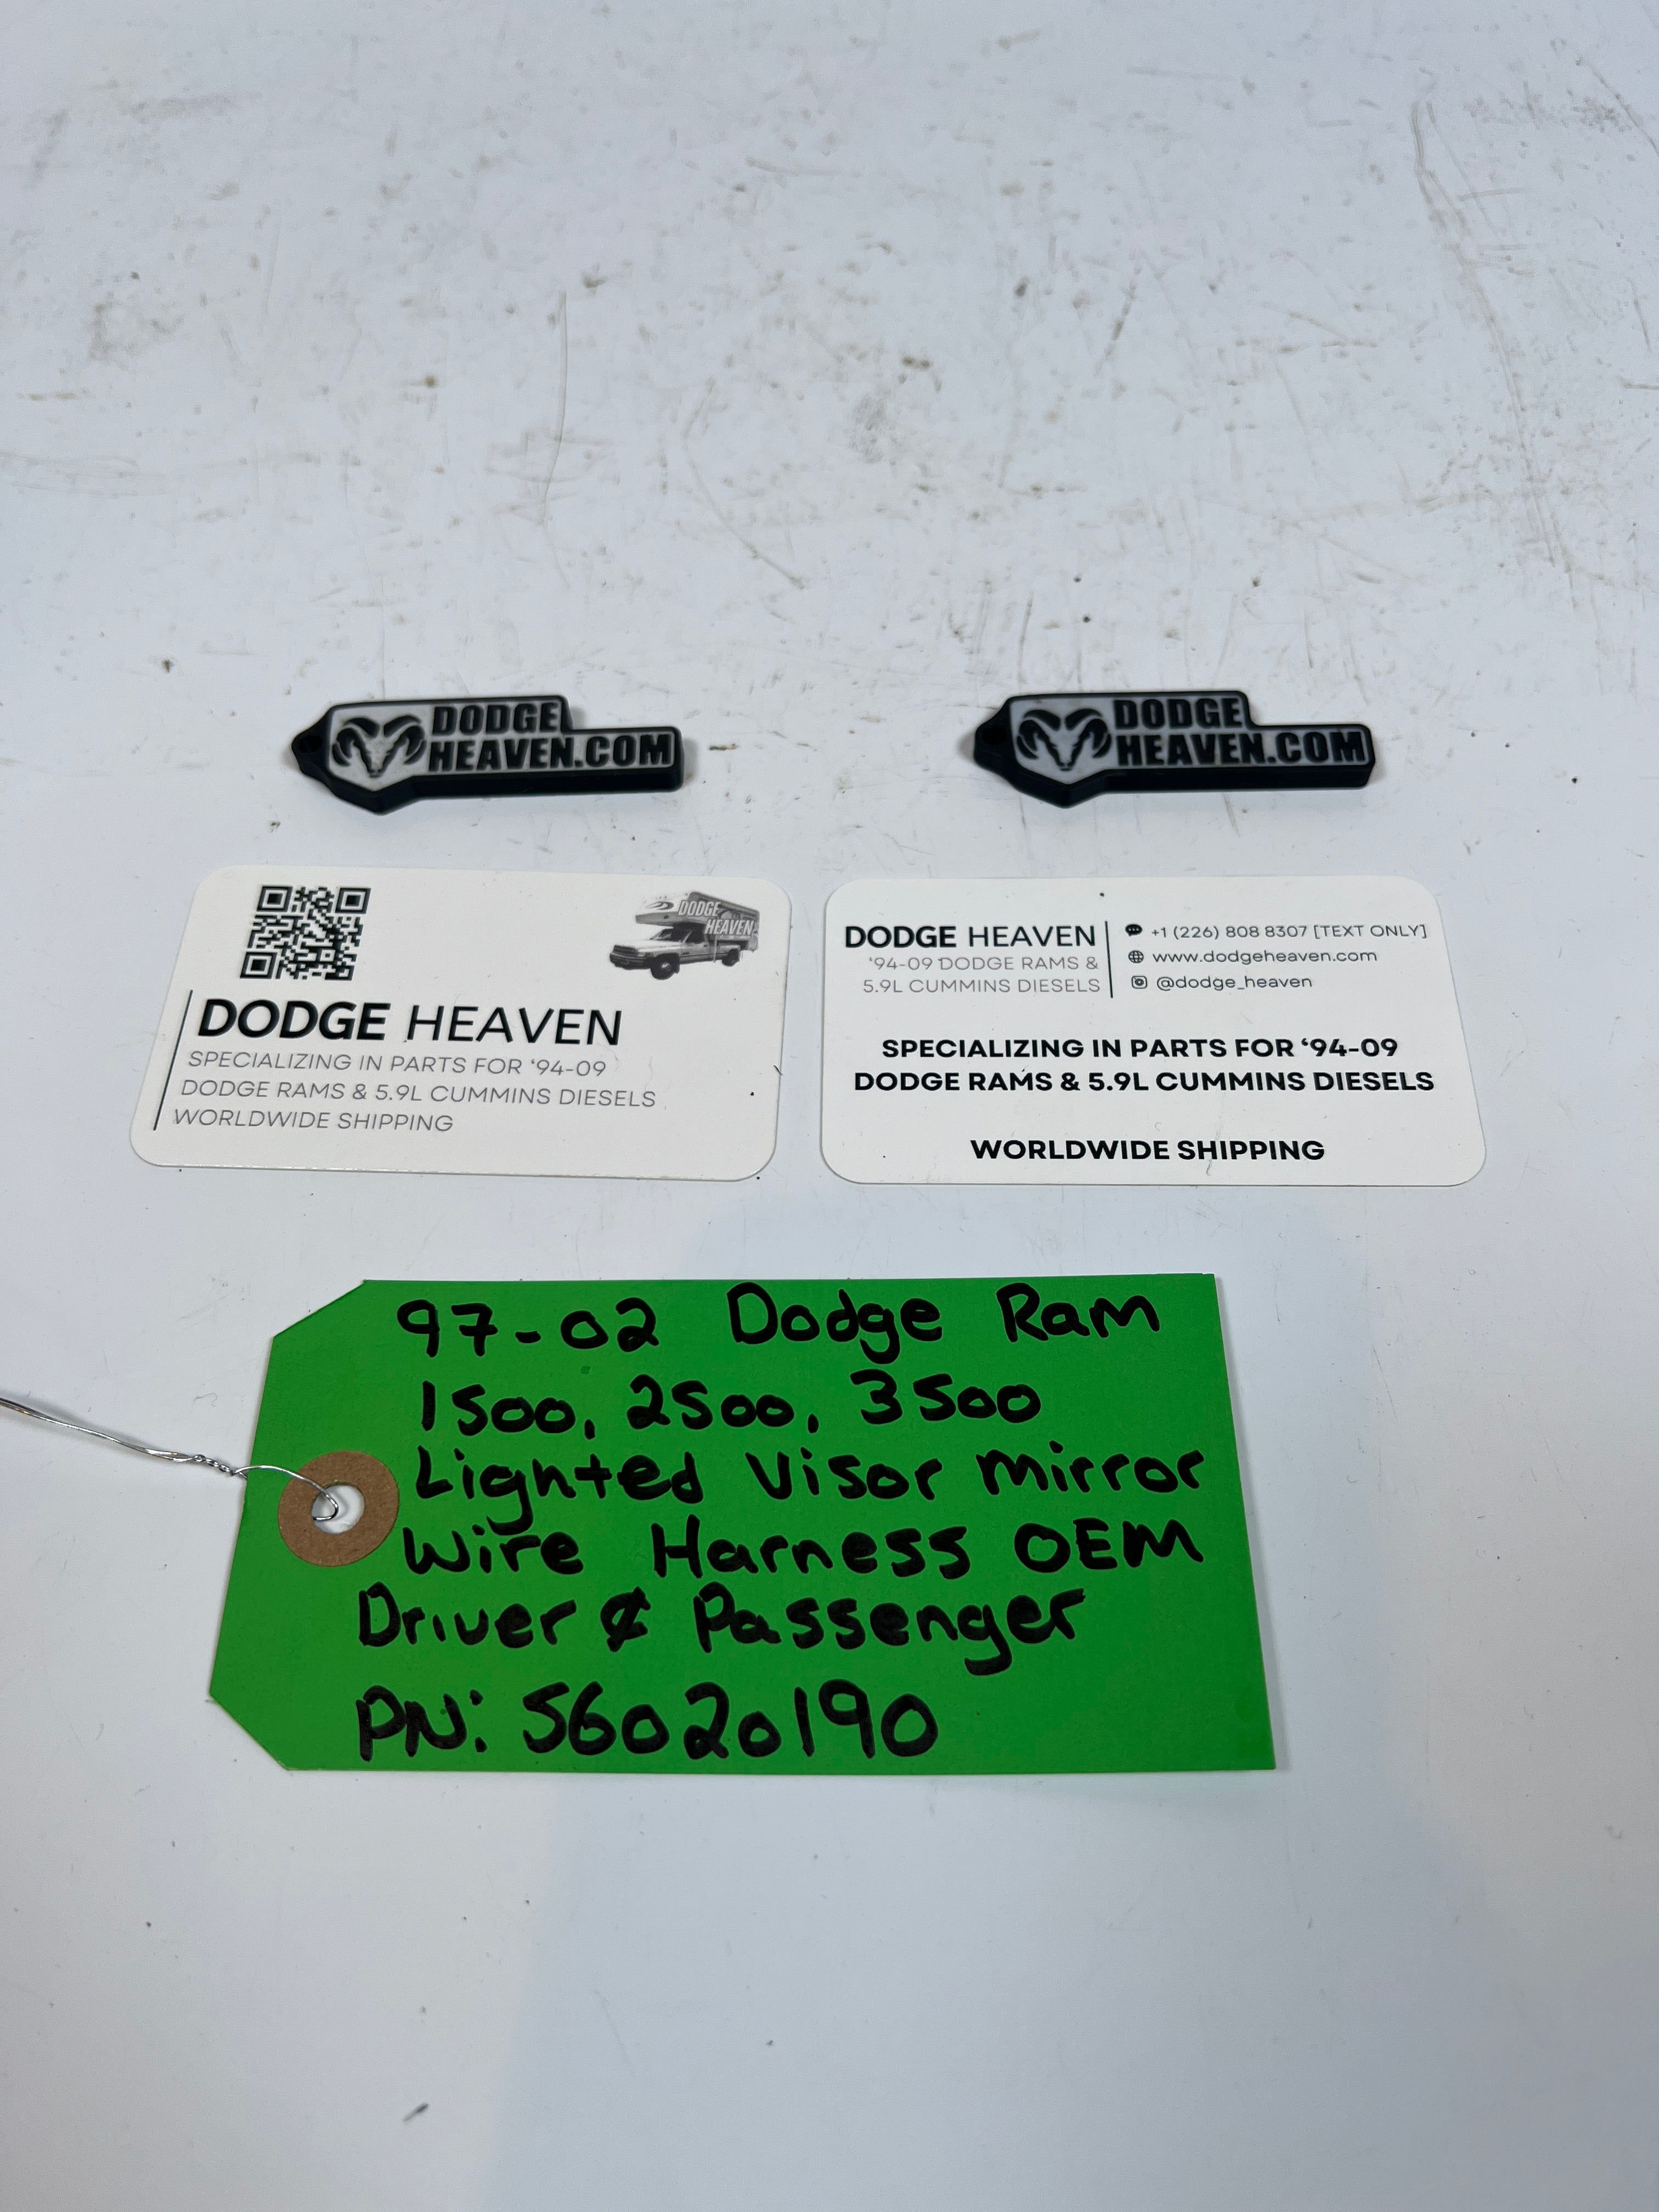 DODGE
HEAVEN.COM
DODGE
HEAVEN.COM
DODGE
HEAVEN
DODGE HEAVEN
SPECIALIZING IN PARTS FOR ‘94-09
DODGE RAMS & 5.9L CUMMINS DIESELS
WORLDWIDE SHIPPING
DODGE HEAVEN
‘94-09 DODGE RAMS &
5.9L CUMMINS DIESELS
+1 (226) 808 8307 [TEXT ONLY]
www.dodgeheaven.com
@dodge_heaven
SPECIALIZING IN PARTS FOR ‘94-09
DODGE RAMS & 5.9L CUMMINS DIESELS
WORLDWIDE SHIPPING
97-02 Dodge Ram
1500, 2500, 3500
Lighted Visor Mirror
Wire Harness OEM
Driver & Passenger
PN: 56020190